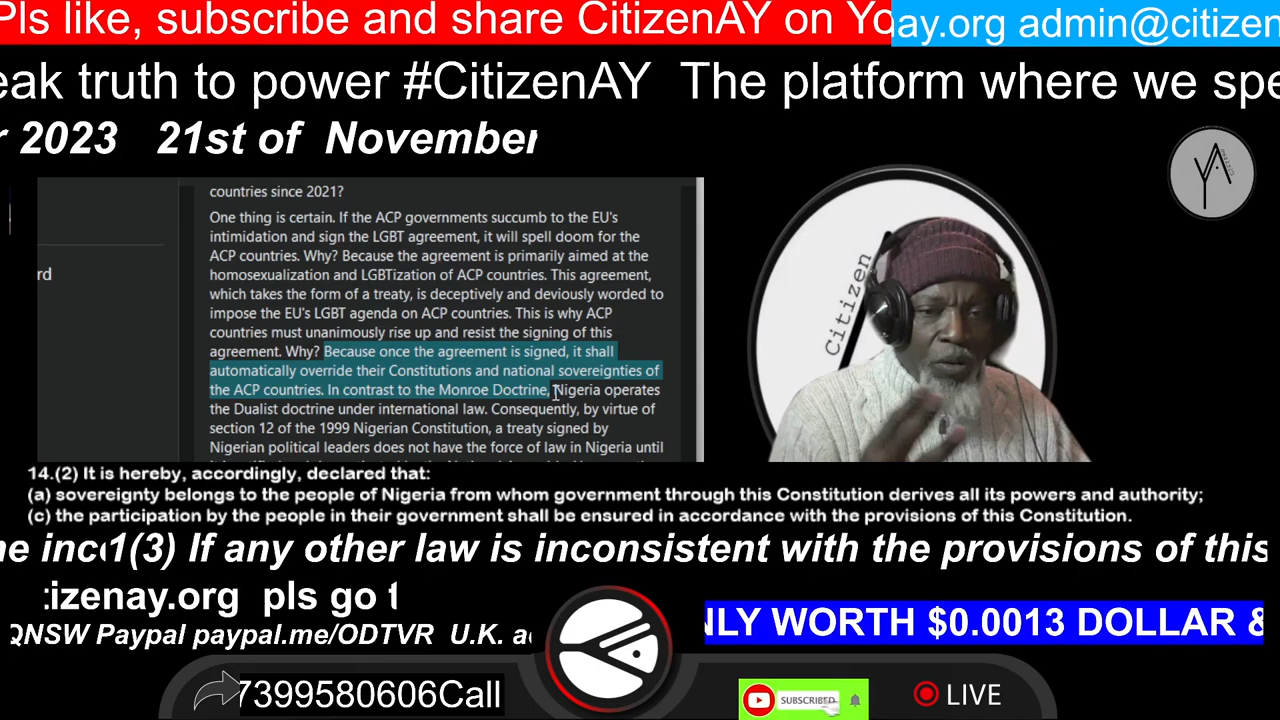 Pls like, subscribe and share CitizenAY on Yo
ay.org admin@citizen
eak truth to power #CitizenAY The platform where we spe
r 2023 21st of November
countries since 2021?
One thing is certain. If the ACP governments succumb to the EU's
intimidation and sign the LGBT agreement, it will spell doom for the
ACP countries. Why? Because the agreement is primarily aimed at the
homosexualization and LGBTization of ACP countries. This agreement,
which takes the form of a treaty, is deceptively and deviously worded to
impose the EU's LGBT agenda on ACP countries. This is why ACP
countries must unanimously rise up and resist the signing of this
agreement. Why? Because once the agreement is signed, it shall
automatically override their Constitutions and national sovereignties of
the ACP countries. In contrast to the Monroe Doctrine, Nigeria operates
the Dualist doctrine under international law. Consequently, by virtue of
section 12 of the 1999 Nigerian Constitution, a treaty signed by
Nigerian political leaders does not have the force of law in Nigeria until
rd
Citizen
14.(2) It is hereby, accordingly, declared that:
(a) sovereignty belongs to the people of Nigeria from whom government through this Constitution derives all its powers and authority;
(c) the participation by the people in their government shall be ensured in accordance with the provisions of this Constitution.
he inc
1(3) If any other law is inconsistent with the provisions of this
tizenay.org pls go t
QNSW Paypal paypal.me/ODTVR U.K. a
NLY WORTH $0.0013 DOLLAR &
7399580606Call
SUBSCRIBED
LIVE